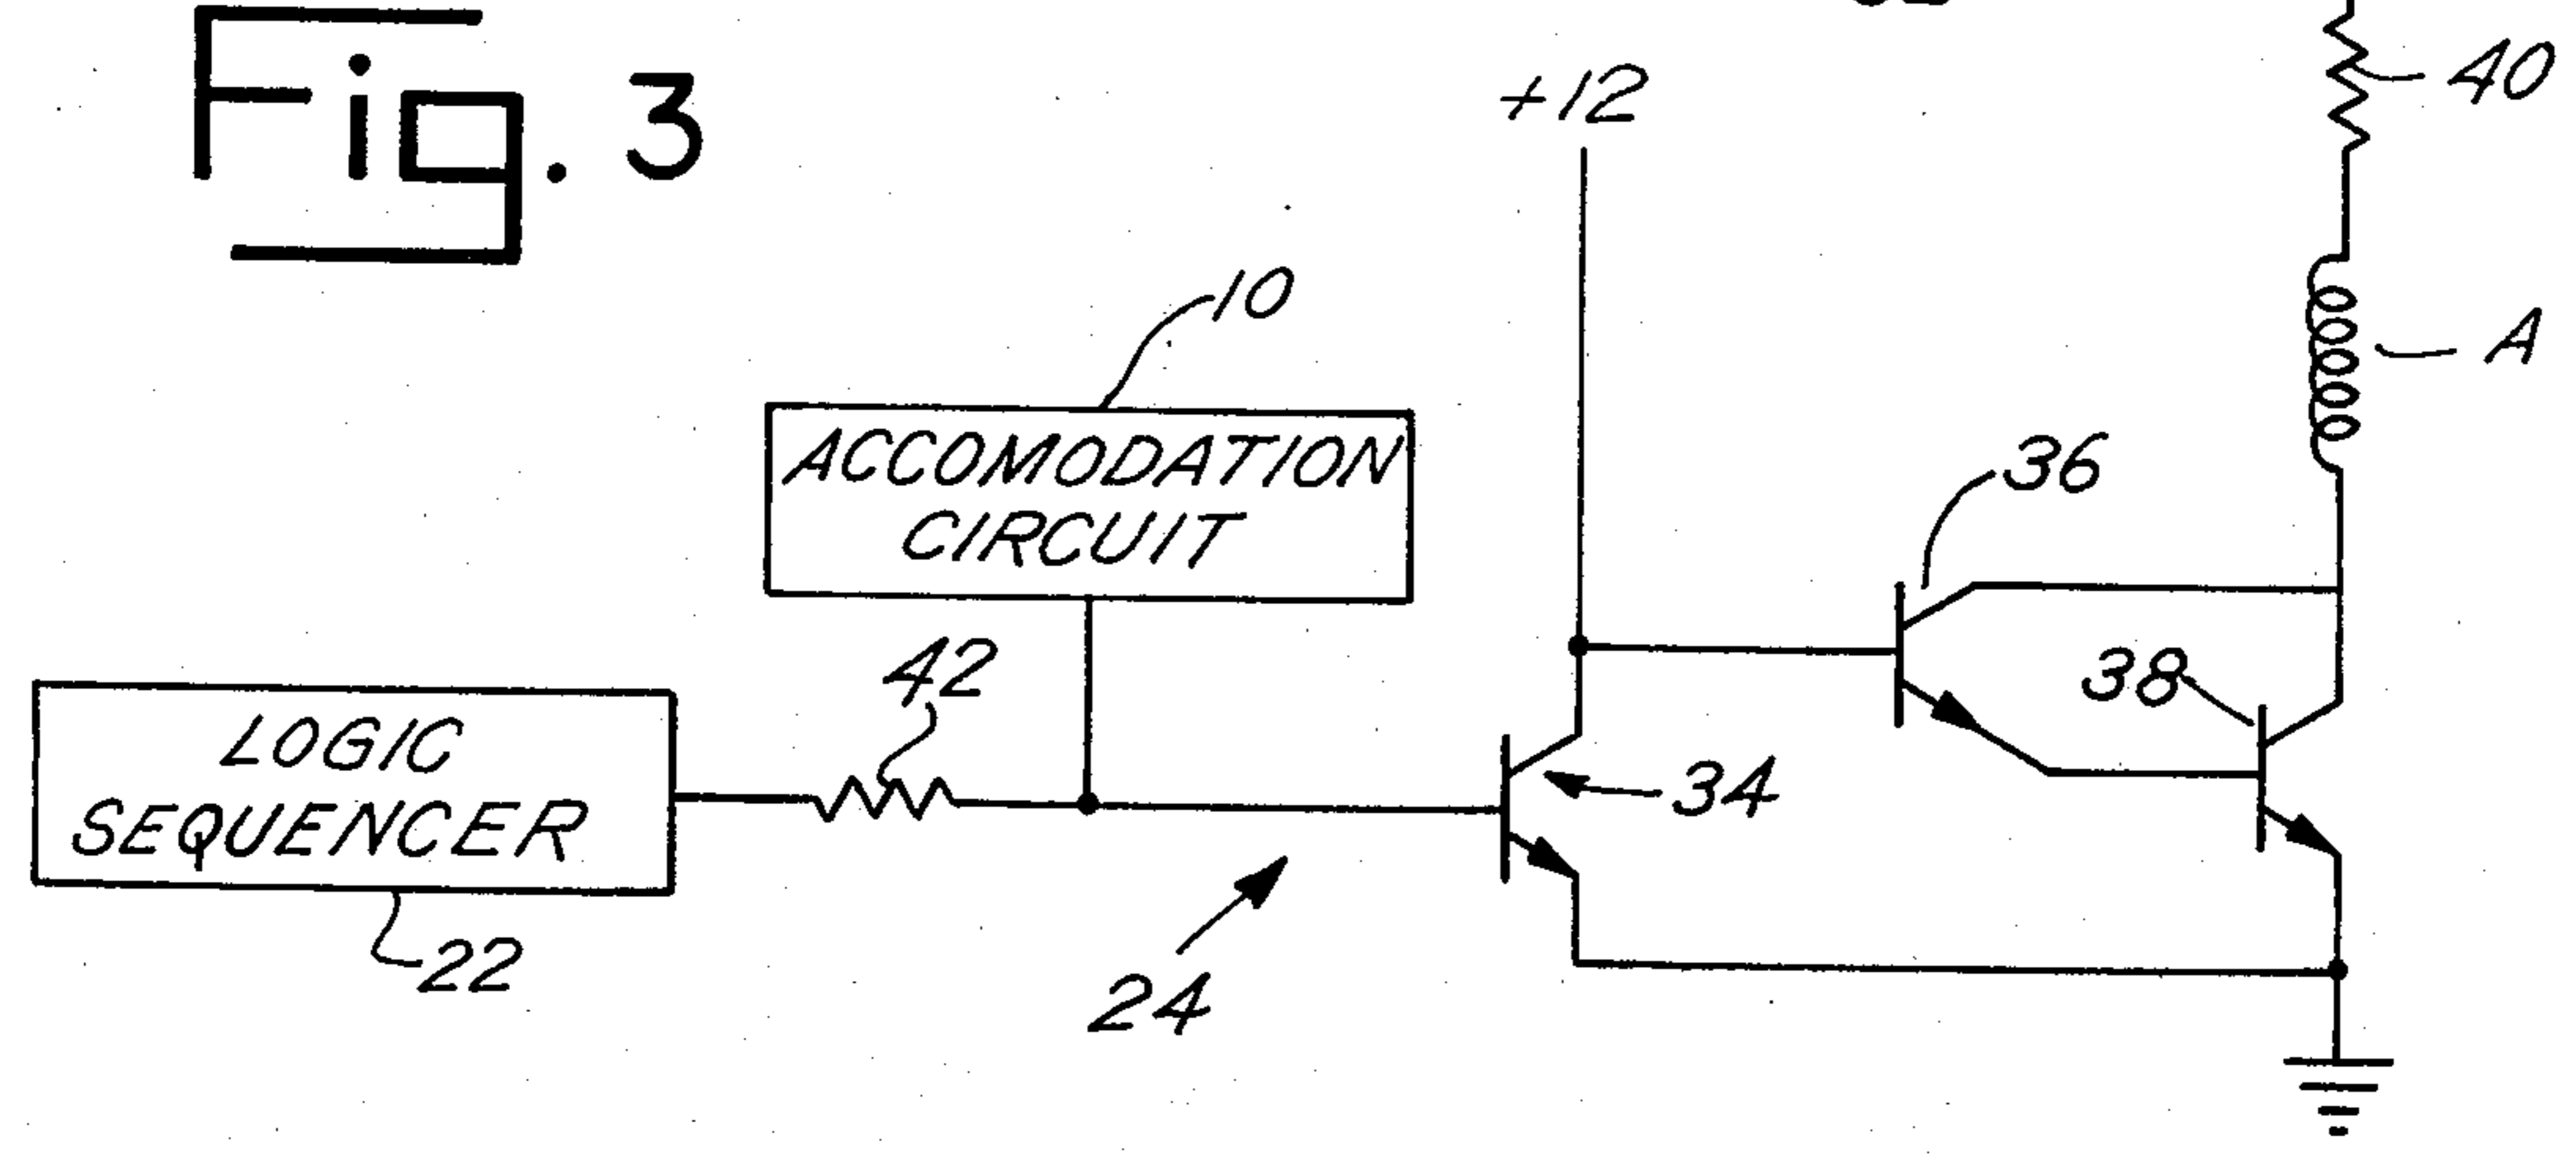 Fig. 3
+12
40
10
A
ACCOMODATION
CIRCUIT
36
42
38
LOGIC
SEQUENCER
34
22
24